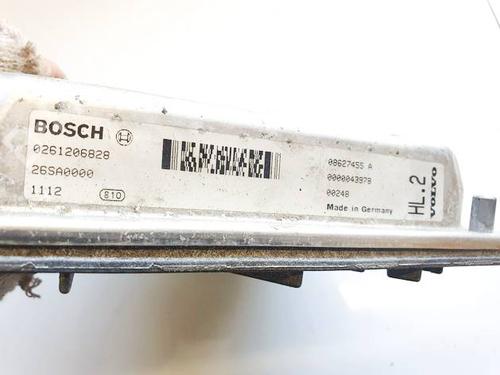 BOSCH
0261206828
26SA0000
1112 810
08627455 A
0000043978
00248
Made in Germany
HL.2
VOLVO